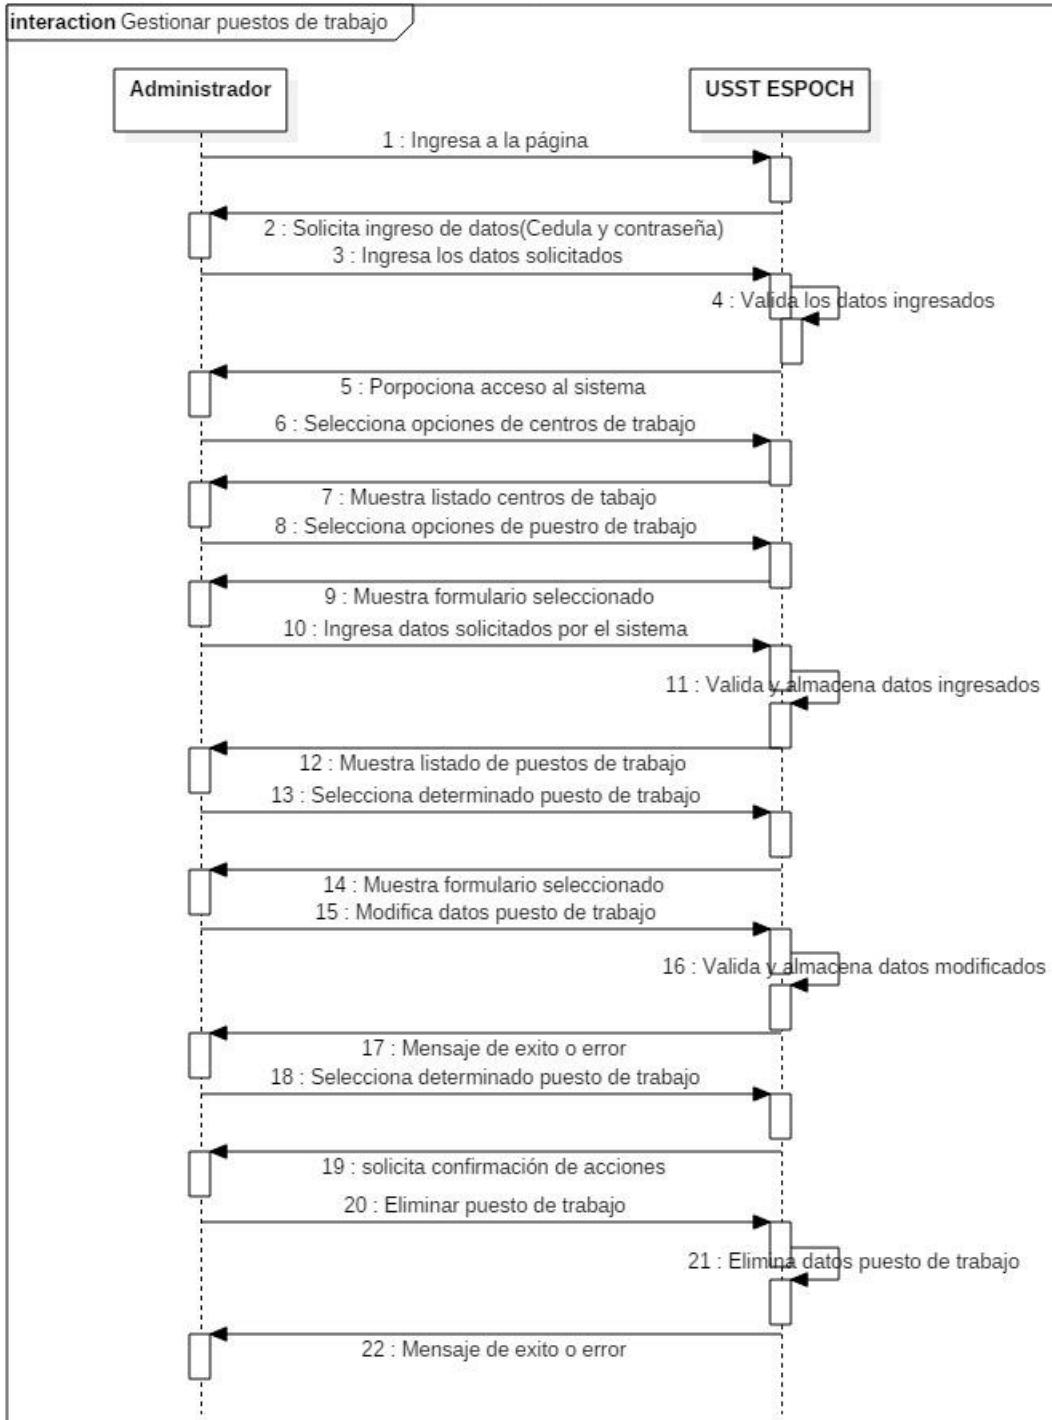 interaction Gestionar puestos de trabajo
Administrador
USST ESPOCH
1 : Ingresa a la página
2 : Solicita ingreso de datos(Cedula y contraseña)
3 : Ingresa los datos solicitados
4 : Valida los datos ingresados
5 : Porpociona acceso al sistema
6 : Selecciona opciones de centros de trabajo
7 : Muestra listado centros de tabajo
8 : Selecciona opciones de puestro de trabajo
9 : Muestra formulario seleccionado
10 : Ingresa datos solicitados por el sistema
11 : Valida y almacena datos ingresados
12 : Muestra listado de puestos de trabajo
13 : Selecciona determinado puesto de trabajo
14 : Muestra formulario seleccionado
15 : Modifica datos puesto de trabajo
16 : Valida y almacena datos modificados
17 : Mensaje de exito o error
18 : Selecciona determinado puesto de trabajo
19 : solicita confirmación de acciones
20 : Eliminar puesto de trabajo
21 : Elimina datos puesto de trabajo
22 : Mensaje de exito o error